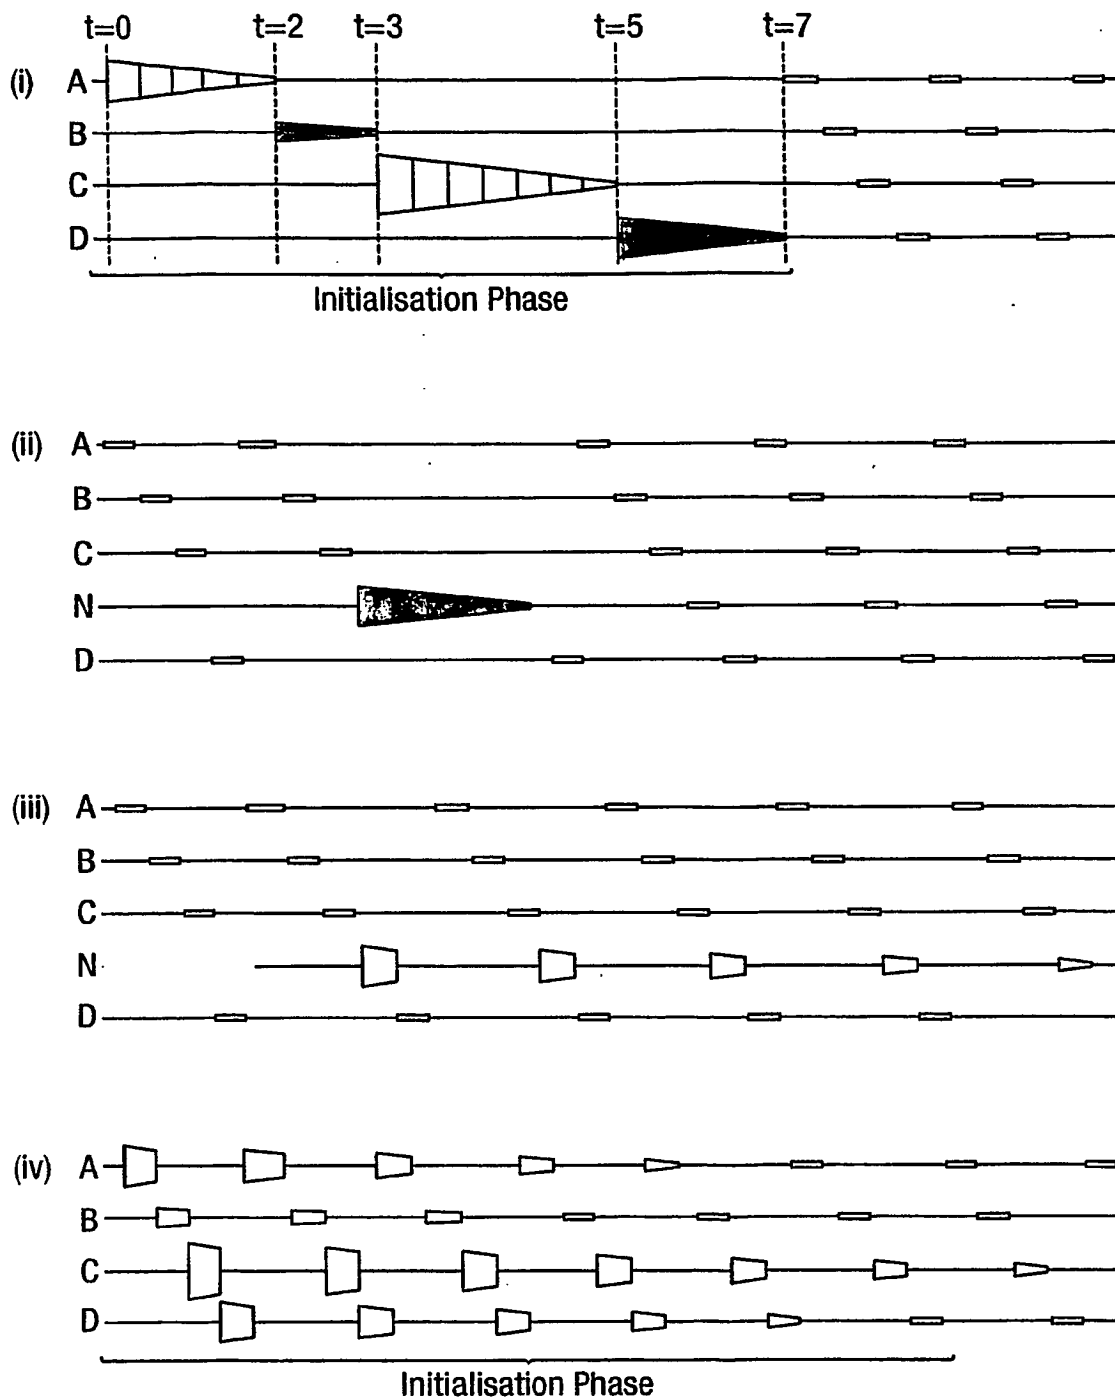 t=0 t=2 t=3 t=5 t=7
(i) A
B
C
D
Initialisation Phase
(ii) A
B
C
N
D
(iii) A
B
C
N
D
(iv) A
B
C
D
Initialisation Phase